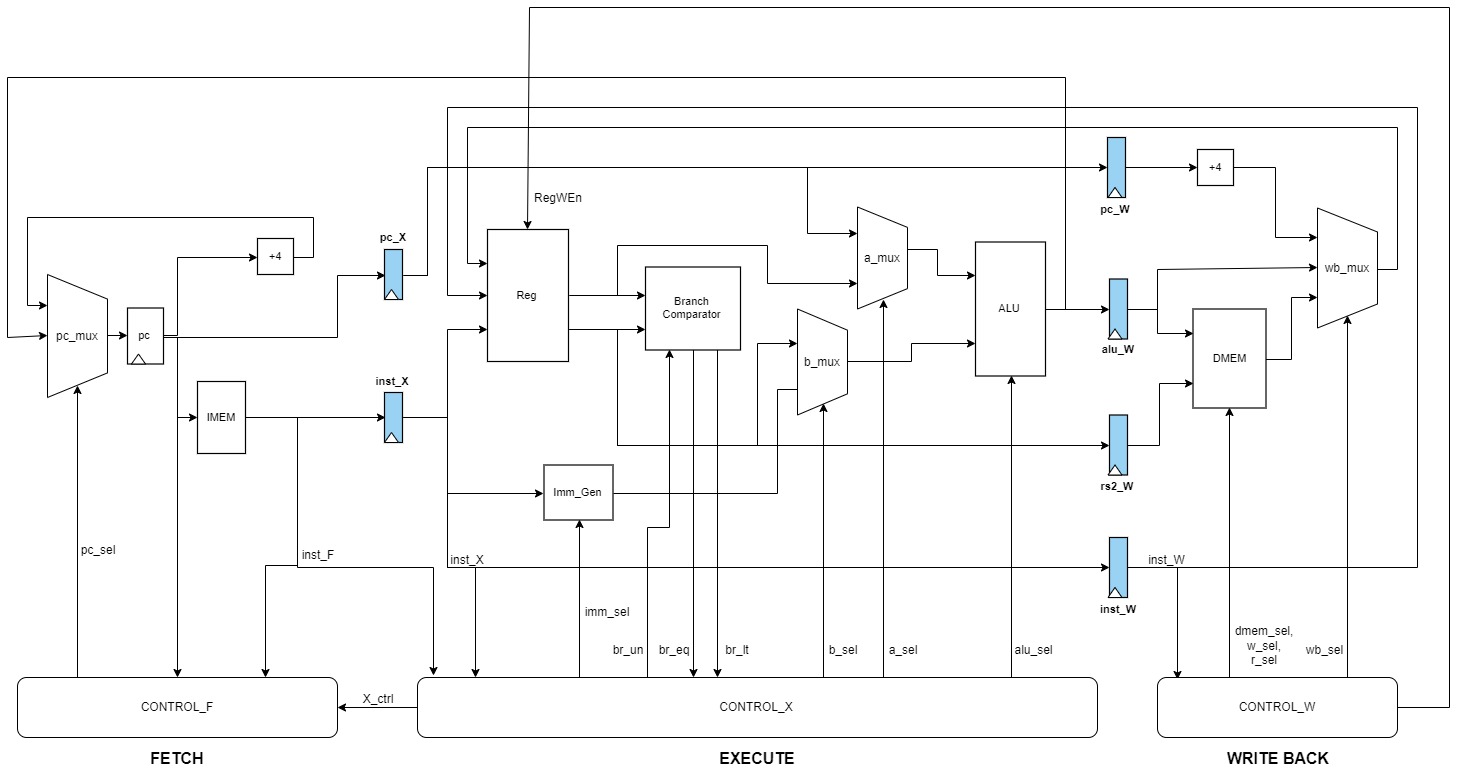 RegWEn
+4
pc_W
pc_X
+4
pc_mux
pc
Reg
Branch
Comparator
a_mux
ALU
wb_mux
alu_W
DMEM
b_mux
inst_X
IMEM
rs2_W
Imm_Gen
pc_sel
inst_F
inst_X
inst_W
inst_W
imm_sel
br_un
br_eq
br_lt
b_sel
a_sel
alu_sel
dmem_sel,
w_sel,
r_sel
wb_sel
CONTROL_F
X_ctrl
CONTROL_X
CONTROL_W
FETCH
EXECUTE
WRITE BACK